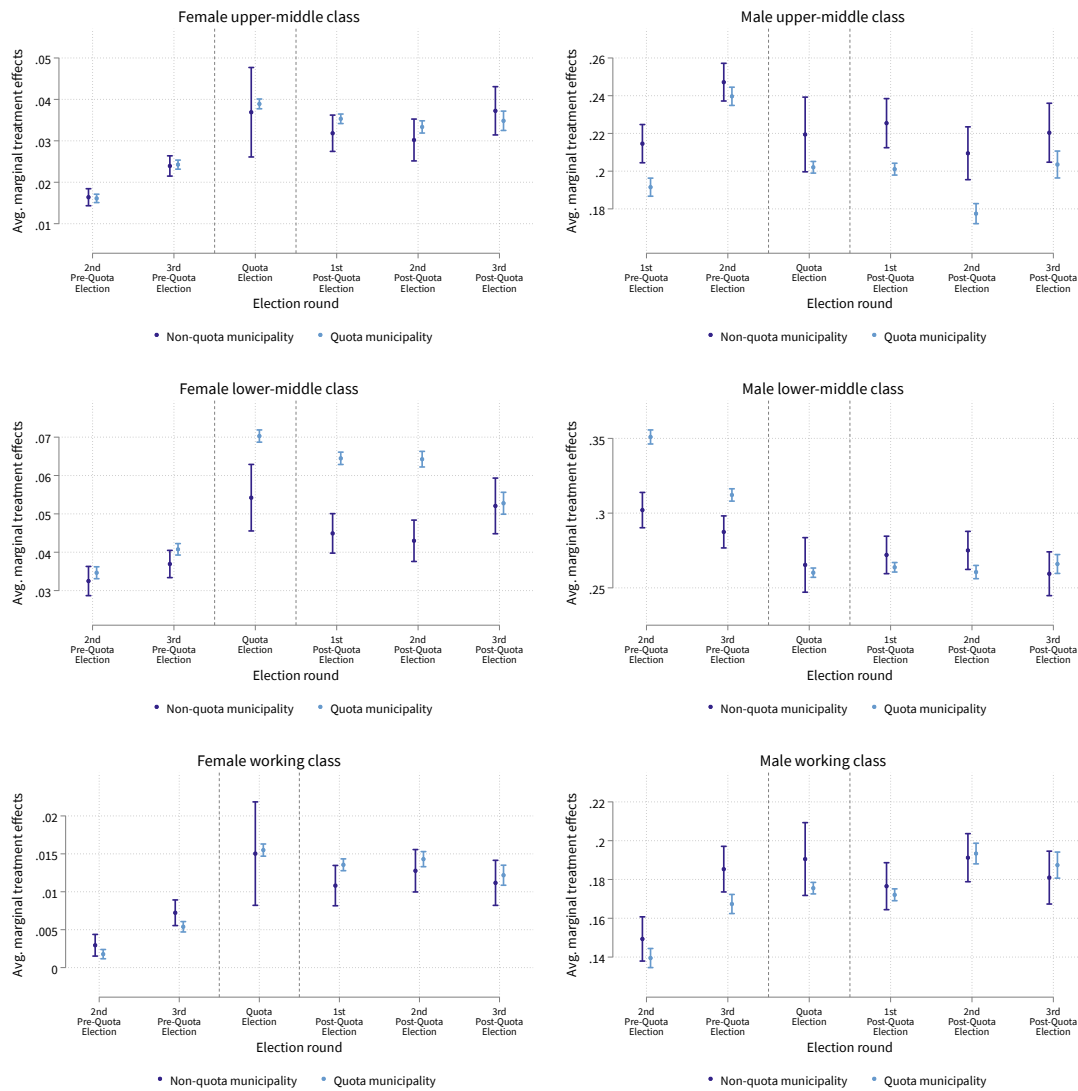 Female upper-middle class
Avg. marginal treatment effects
.05
.04
.03
.02
.01
2nd
Pre-Quota
Election
3rd
Pre-Quota
Election
Quota
Election
1st
Post-Quota
Election
2nd
Post-Quota
Election
3rd
Post-Quota
Election
Election round
Non-quota municipality
Quota municipality
Male upper-middle class
Avg. marginal treatment effects
.26
.24
.22
.2
.18
1st
Pre-Quota
Election
2nd
Pre-Quota
Election
Quota
Election
1st
Post-Quota
Election
2nd
Post-Quota
Election
3rd
Post-Quota
Election
Election round
Non-quota municipality
Quota municipality
Female lower-middle class
Avg. marginal treatment effects
.07
.06
.05
.04
.03
2nd
Pre-Quota
Election
3rd
Pre-Quota
Election
Quota
Election
1st
Post-Quota
Election
2nd
Post-Quota
Election
3rd
Post-Quota
Election
Election round
Non-quota municipality
Quota municipality
Male lower-middle class
Avg. marginal treatment effects
.35
.3
.25
2nd
Pre-Quota
Election
3rd
Pre-Quota
Election
Quota
Election
1st
Post-Quota
Election
2nd
Post-Quota
Election
3rd
Post-Quota
Election
Election round
Non-quota municipality
Quota municipality
Female working class
Avg. marginal treatment effects
.02
.015
.01
.005
0
2nd
Pre-Quota
Election
3rd
Pre-Quota
Election
Quota
Election
1st
Post-Quota
Election
2nd
Post-Quota
Election
3rd
Post-Quota
Election
Election round
Non-quota municipality
Quota municipality
Male working class
Avg. marginal treatment effects
.22
.2
.18
.16
.14
2nd
Pre-Quota
Election
3rd
Pre-Quota
Election
Quota
Election
1st
Post-Quota
Election
2nd
Post-Quota
Election
3rd
Post-Quota
Election
Election round
Non-quota municipality
Quota municipality